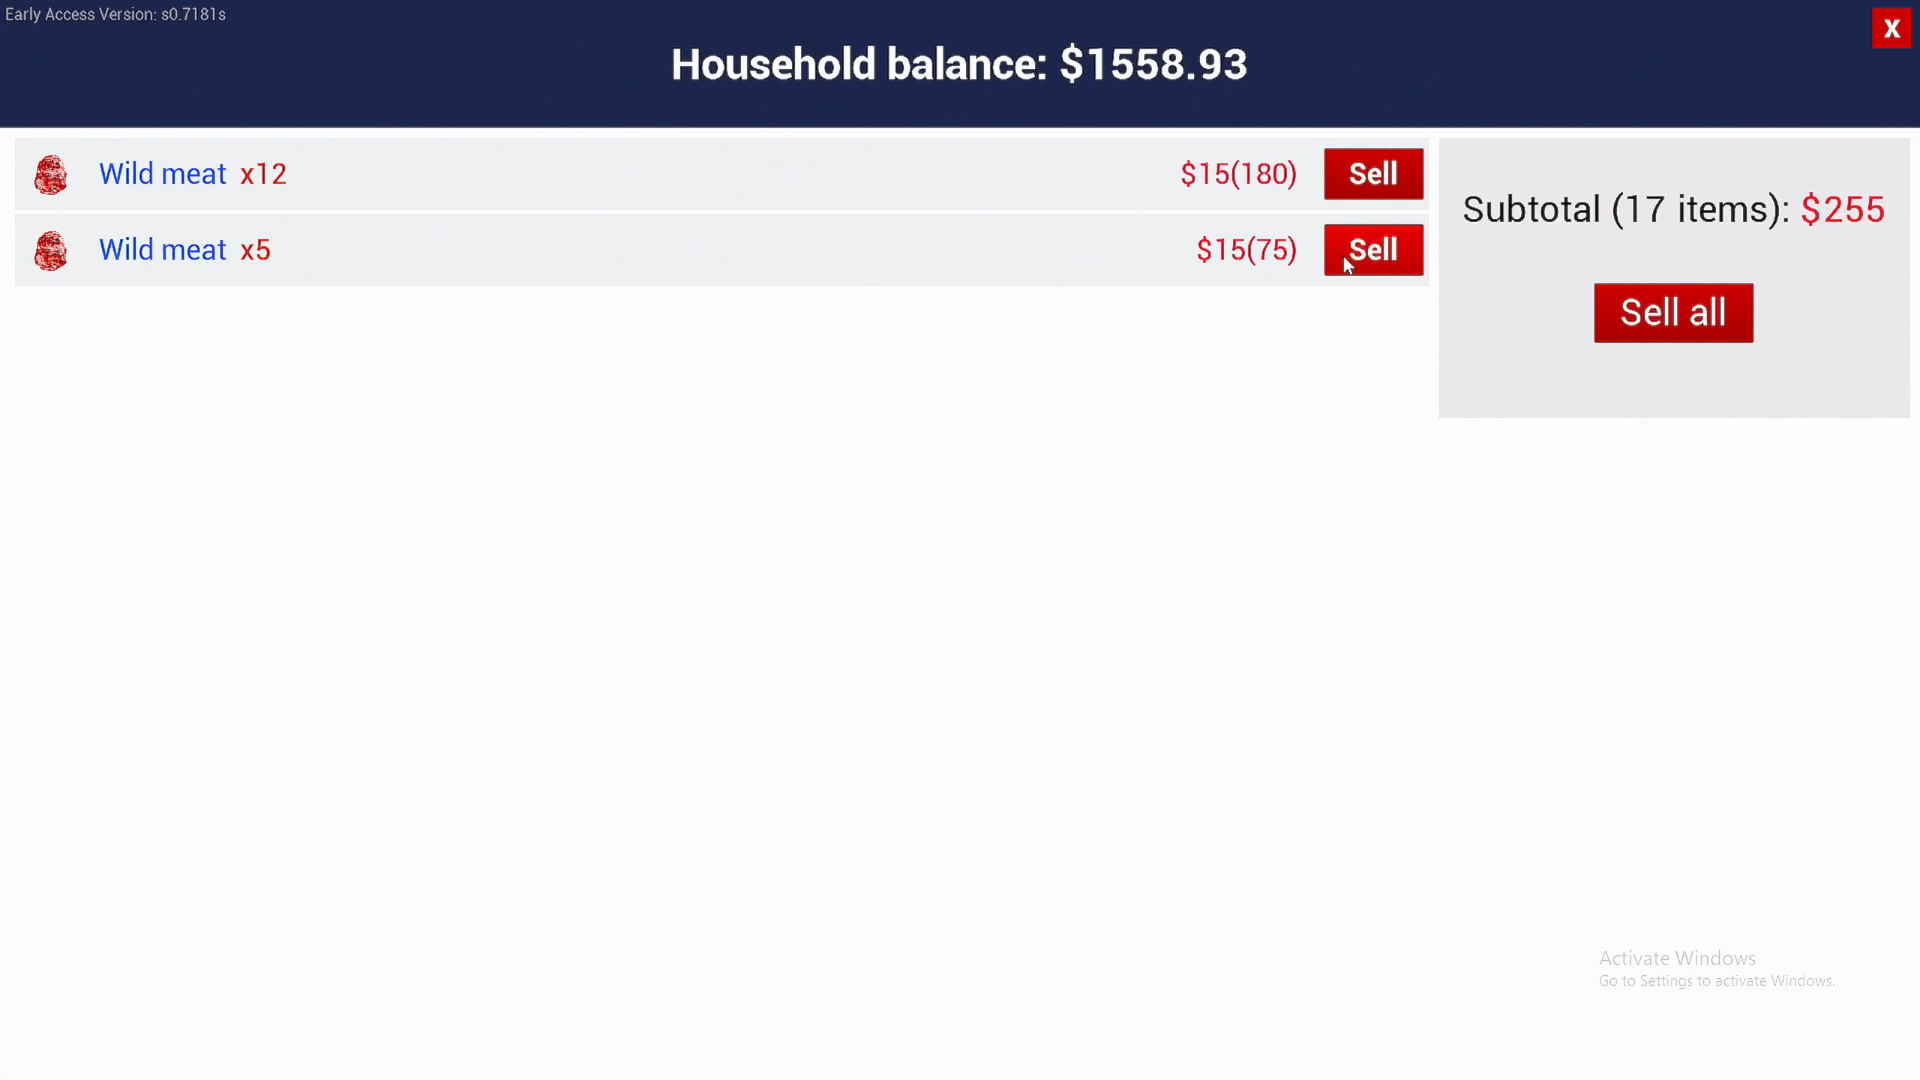 Early Access Version: s0.7181s
X
Household balance: $1558.93
Wild meat x12 $15(180) Sell
Wild meat x5 $15(75) Sell
Subtotal (17 items): $255
Sell all
Activate Windows
Go to Settings to activate Windows.